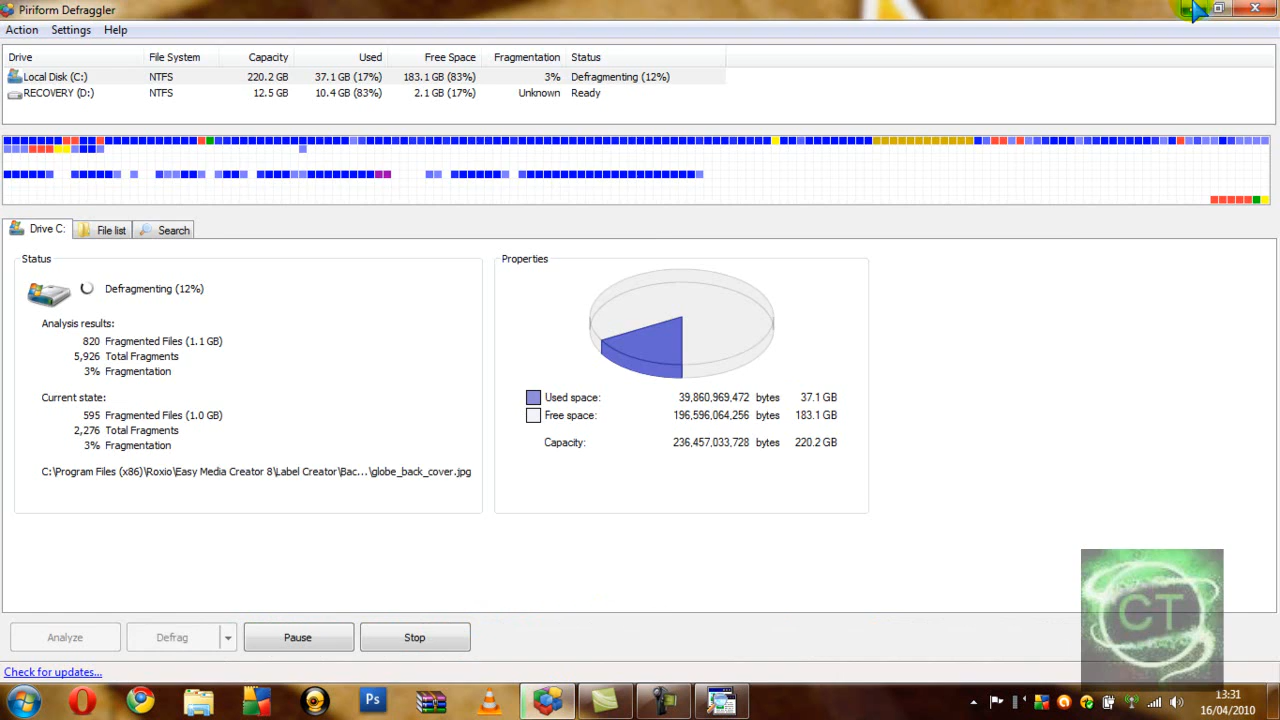 Piriform Defraggler
Action Settings Help
Drive File System Capacity Used Free Space Fragmentation Status
Local Disk (C:) NTFS 220.2 GB 37.1 GB (17%) 183.1 GB (83%) 3% Defragmenting (12%)
RECOVERY (D:) NTFS 12.5 GB 10.4 GB (83%) 2.1 GB (17%) Unknown Ready
Drive C: File list Search
Status
Defragmenting (12%)
Analysis results:
820 Fragmented Files (1.1 GB)
5,926 Total Fragments
3% Fragmentation
Current state:
595 Fragmented Files (1.0 GB)
2,276 Total Fragments
3% Fragmentation
C:\Program Files (x86)\Roxio\Easy Media Creator 8\Label Creator\Bac...\globe_back_cover.jpg
Properties
Used space: 39,860,969,472 bytes 37.1 GB
Free space: 196,596,064,256 bytes 183.1 GB
Capacity: 236,457,033,728 bytes 220.2 GB
CT
Analyze Defrag Pause Stop
Check for updates...
Ps
13:31
16/04/2010